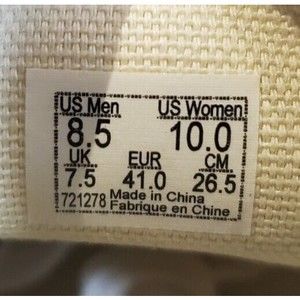 US Men US Women
8.5 10.0
UK EUR CM
7.5 41.0 26.5
721278 Made in China
Fabrique en Chine